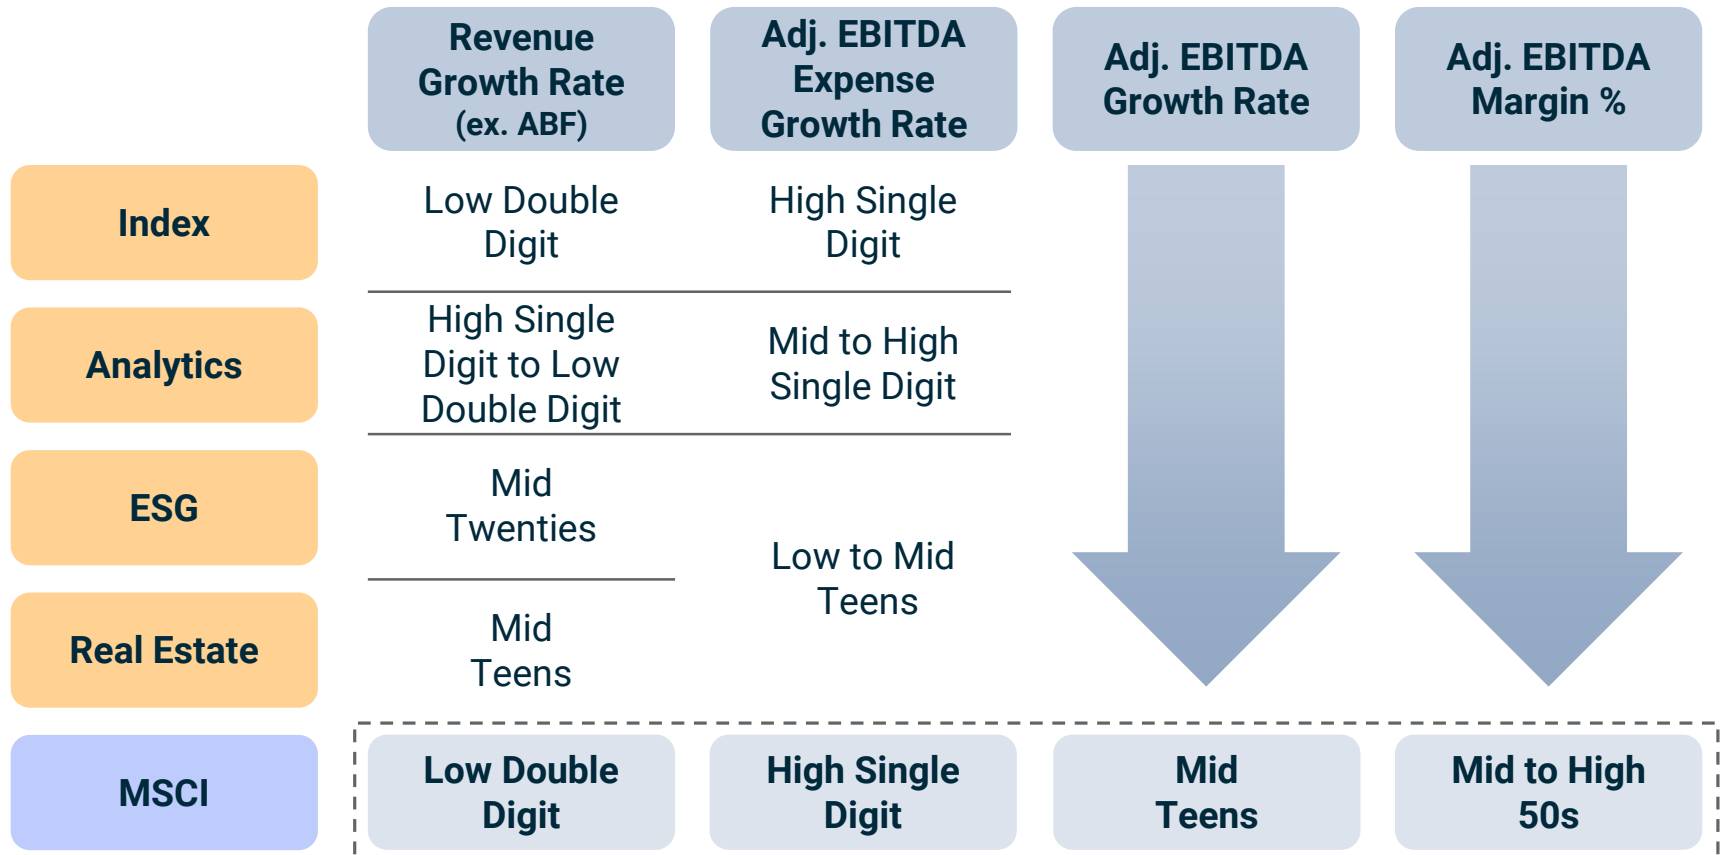 Revenue
Growth Rate
(ex. ABF)
Adj. EBITDA
Expense
Growth Rate
Adj. EBITDA
Growth Rate
Adj. EBITDA
Margin %
Index
Low Double
Digit
High Single
Digit
Analytics
High Single
Digit to Low
Double Digit
Mid to High
Single Digit
ESG
Mid
Twenties
Low to Mid
Teens
Real Estate
Mid
Teens
MSCI
Low Double
Digit
High Single
Digit
Mid
Teens
Mid to High
50s